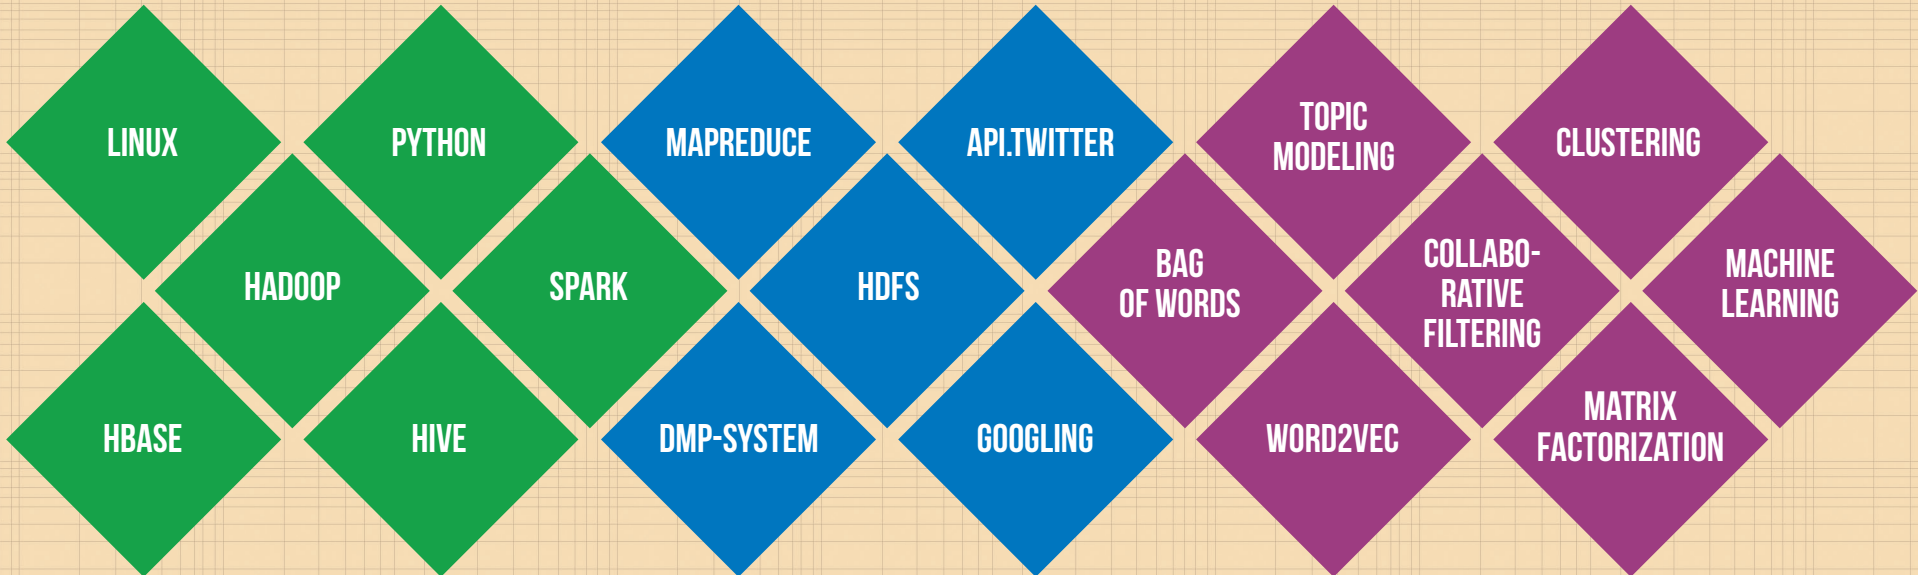 LINUX
PYTHON
MAPREDUCE
API.TWITTER
TOPIC
MODELING
CLUSTERING
HADOOP
SPARK
HDFS
BAG
OF WORDS
COLLABO-
RATIVE
FILTERING
MACHINE
LEARNING
HBASE
HIVE
DMP-SYSTEM
GOOGLING
WORD2VEC
MATRIX
FACTORIZATION